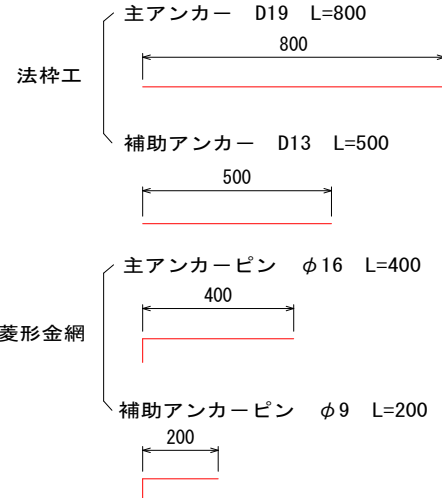 主アンカー D19 L=800
800
法枠工
補助アンカー D13 L=500
500
主アンカーピン φ16 L=400
400
菱形金網
補助アンカーピン φ9 L=200
200